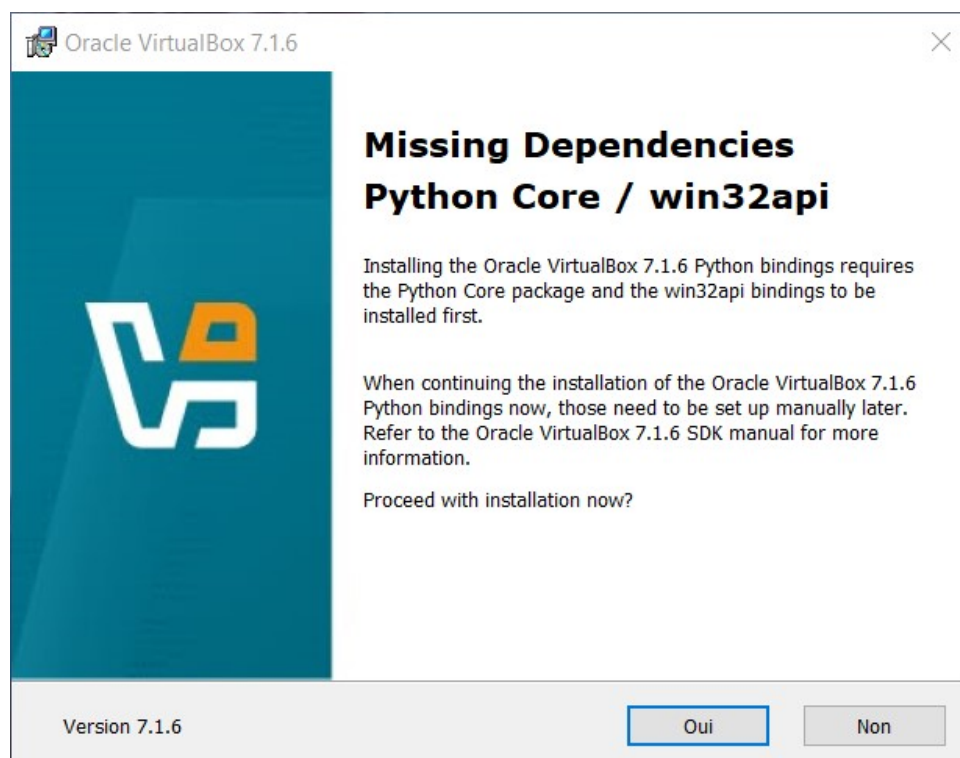 Oracle VirtualBox 7.1.6
Missing Dependencies
Python Core / win32api
Installing the Oracle VirtualBox 7.1.6 Python bindings requires
the Python Core package and the win32api bindings to be
installed first.
When continuing the installation of the Oracle VirtualBox 7.1.6
Python bindings now, those need to be set up manually later.
Refer to the Oracle VirtualBox 7.1.6 SDK manual for more
information.
Proceed with installation now?
Version 7.1.6
Oui
Non